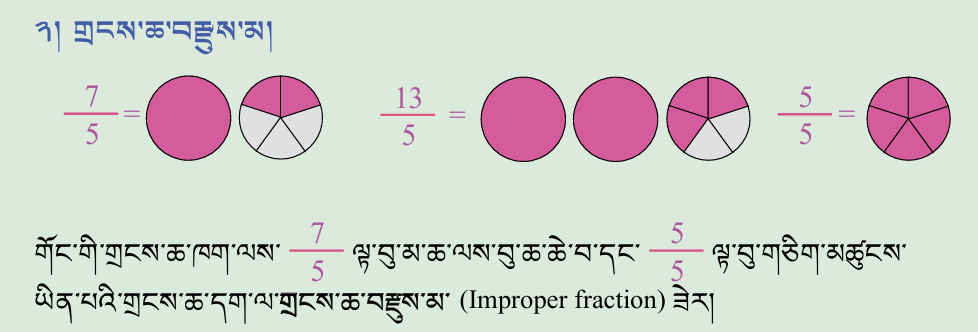 ༢། གྲངས་ཆ་བརྫུས་མ།
7/5 = 13/5 = 5/5 =
གོང་གི་གྲངས་ཆ་ཁག་ལས་ 7/5 ལྟ་བུ་མ་ཆ་ལས་བུ་ཆ་ཆེ་བ་དང་ 5/5 ལྟ་བུ་གཅིག་མཚུངས་
ཡིན་པའི་གྲངས་ཆ་དག་ལ་གྲངས་ཆ་བརྫུས་མ་ (Improper fraction) ཟེར།